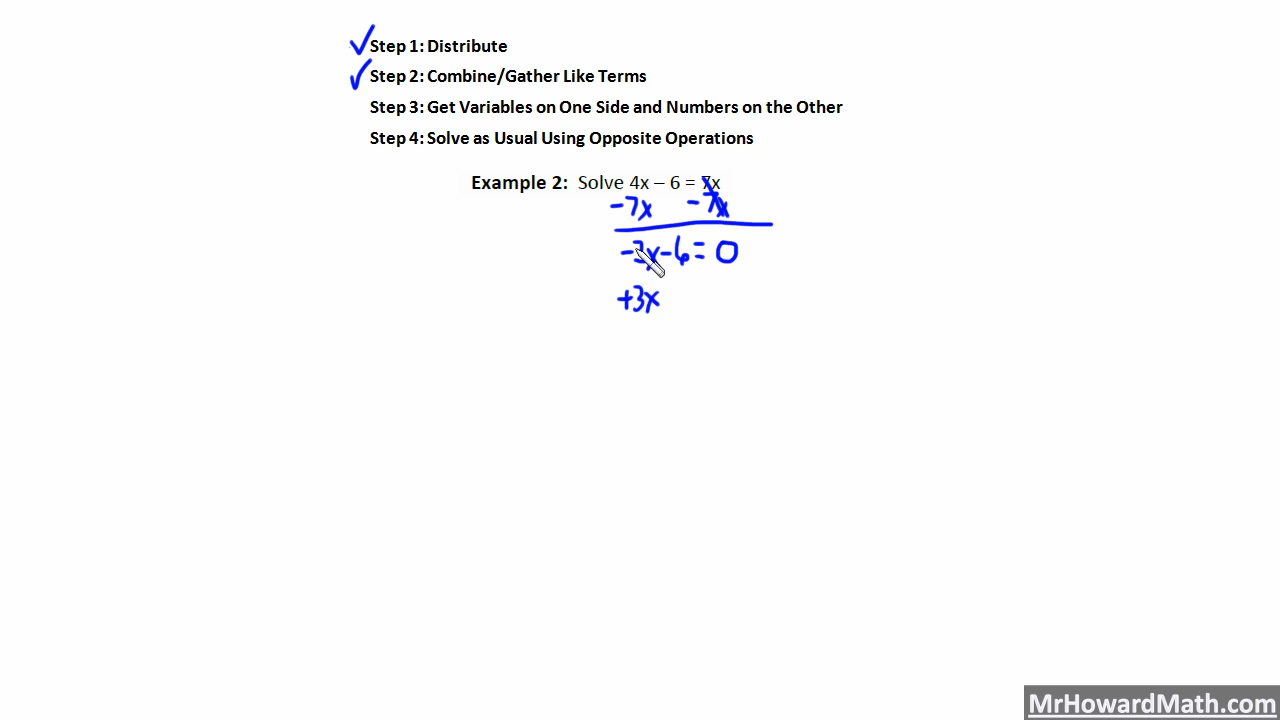 Step 1: Distribute
Step 2: Combine/Gather Like Terms
Step 3: Get Variables on One Side and Numbers on the Other
Step 4: Solve as Usual Using Opposite Operations
Example 2: Solve 4x – 6 = 7x
-7x -7x
-3x-6=0
+3x
MrHowardMath.com